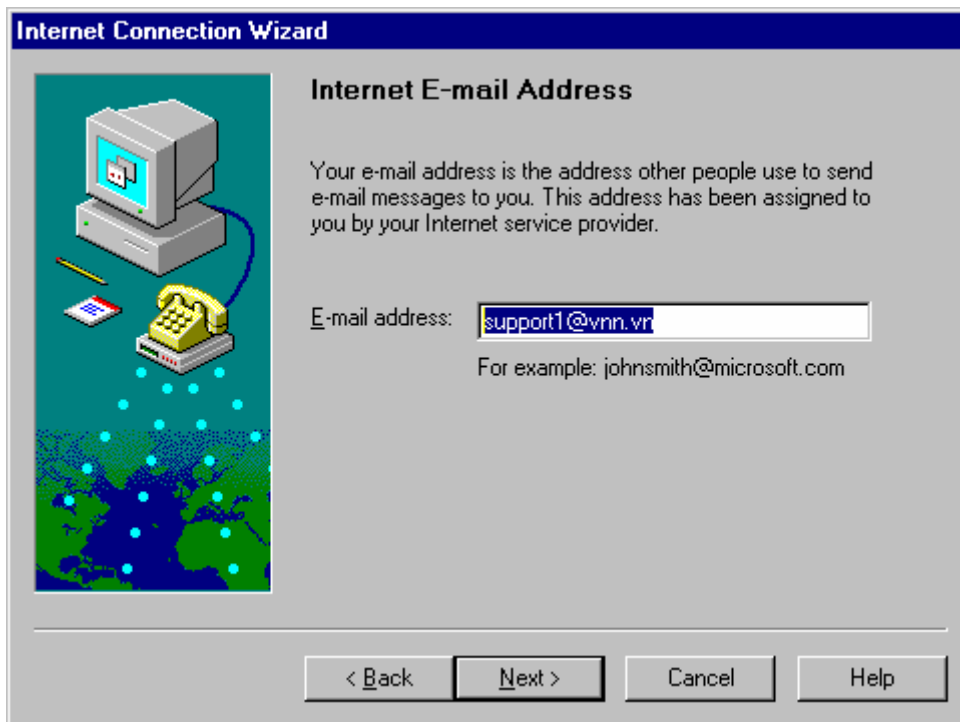 Internet Connection Wizard
Internet E-mail Address
Your e-mail address is the address other people use to send
e-mail messages to you. This address has been assigned to
you by your Internet service provider.
E-mail address: support1@vnn.vn
For example: johnsmith@microsoft.com
< Back Next > Cancel Help